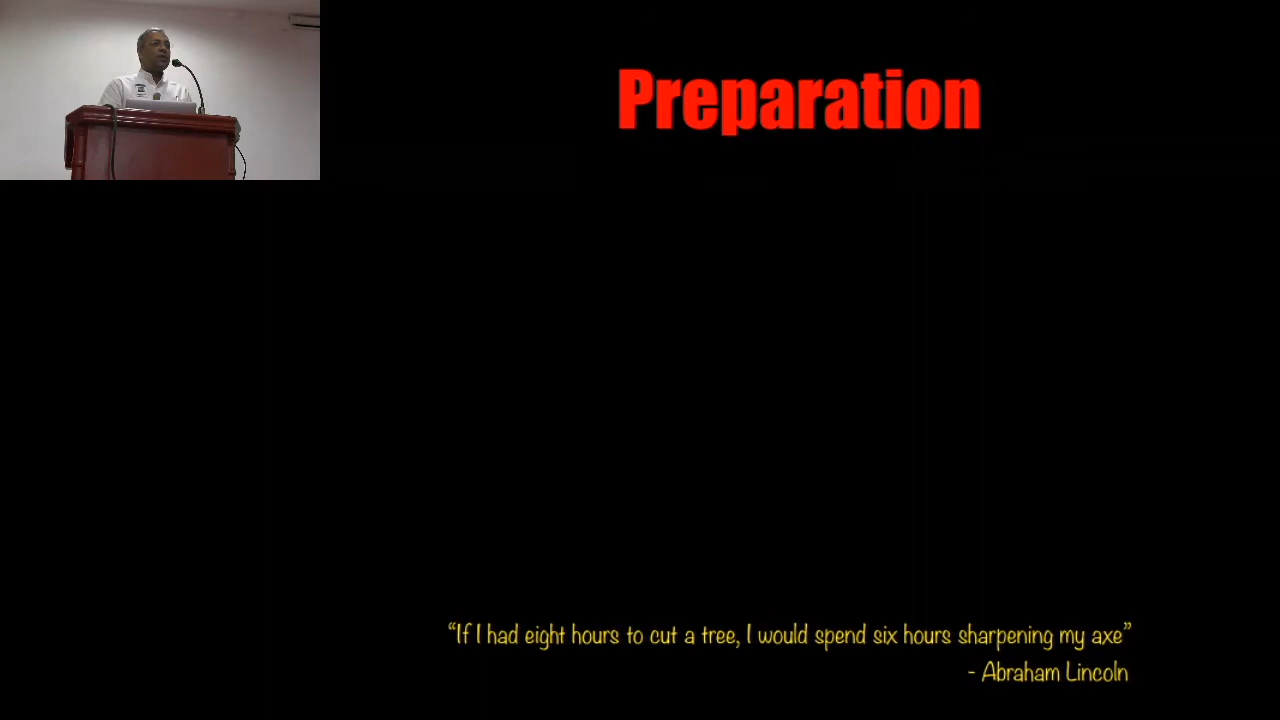 Preparation
“If I had eight hours to cut a tree, I would spend six hours sharpening my axe”
- Abraham Lincoln